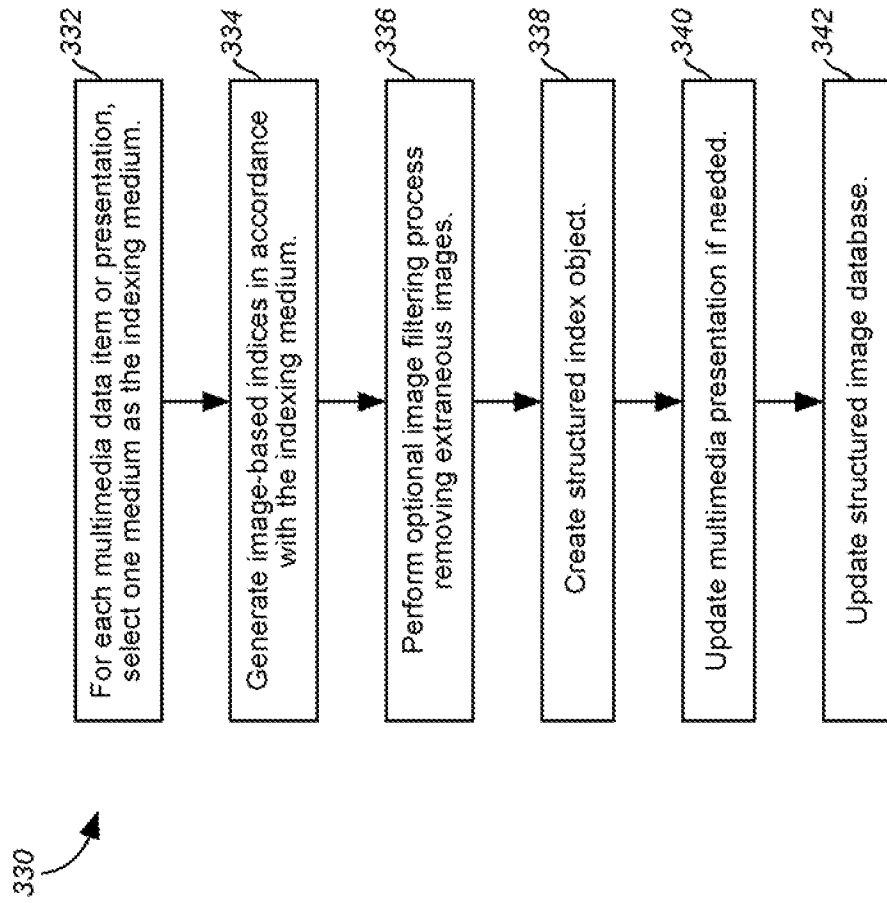 330
332
For each multimedia data item or presentation,
select one medium as the indexing medium.
334
Generate image-based indices in accordance
with the indexing medium.
336
Perform optional image filtering process
removing extraneous images.
338
Create structured index object.
340
Update multimedia presentation if needed.
342
Update structured image database.